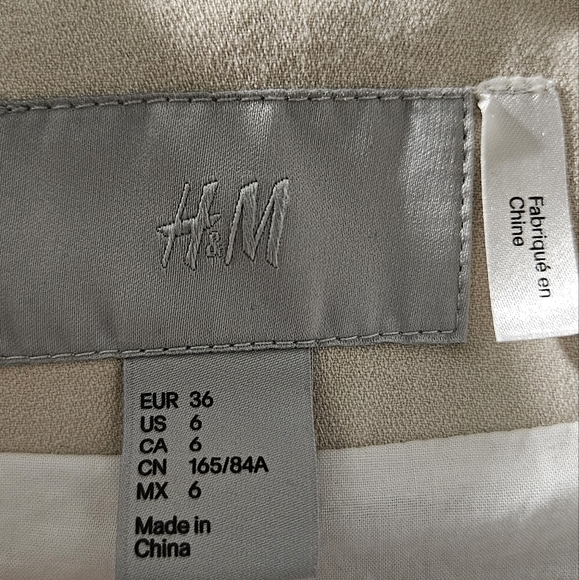 H&M
Fabriqué en
Chine
EUR 36
US 6
CA 6
CN 165/84A
MX 6
Made in
China